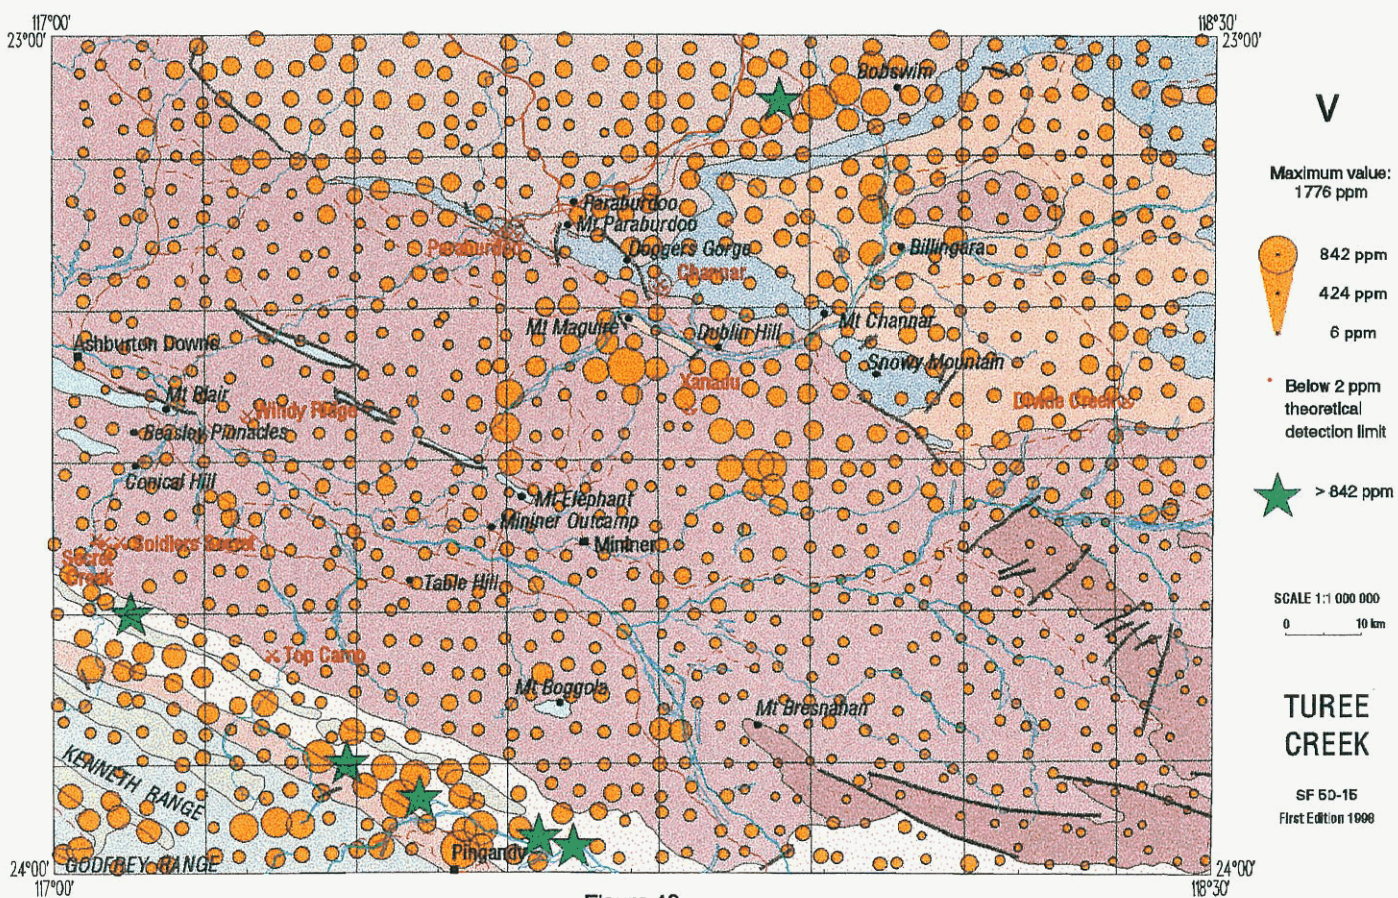 117°00'
118°30'
23°00'
23°00'
Bobswim
V
Maximum value:
1776 ppm
842 ppm
424 ppm
6 ppm
Below 2 ppm
theoretical
detection limit
> 842 ppm
SCALE 1:1 000 000
0 10 km
TUREE
CREEK
SF 50-15
First Edition 1996
Paraburdoo
Mt Paraburdoo
Paraburdoo
Doggers Gorge
Billingara
Channar
Mt Maguire
Dublin Hill
Mt Channar
Ashburton Downs
Snowy Mountain
Xanadu
Mt Blair
Windy Ridge
Divide Creek
Beasley Pinnacles
Conical Hill
Mt Elephant
Mininer Outcamp
Mininer
Soldiers Secret
Secret
Creek
Table Hill
Top Camp
Mt Boggola
Mt Bresnahan
KENNETH RANGE
Pingandy
GODFREY RANGE
24°00'
24°00'
117°00'
118°30'